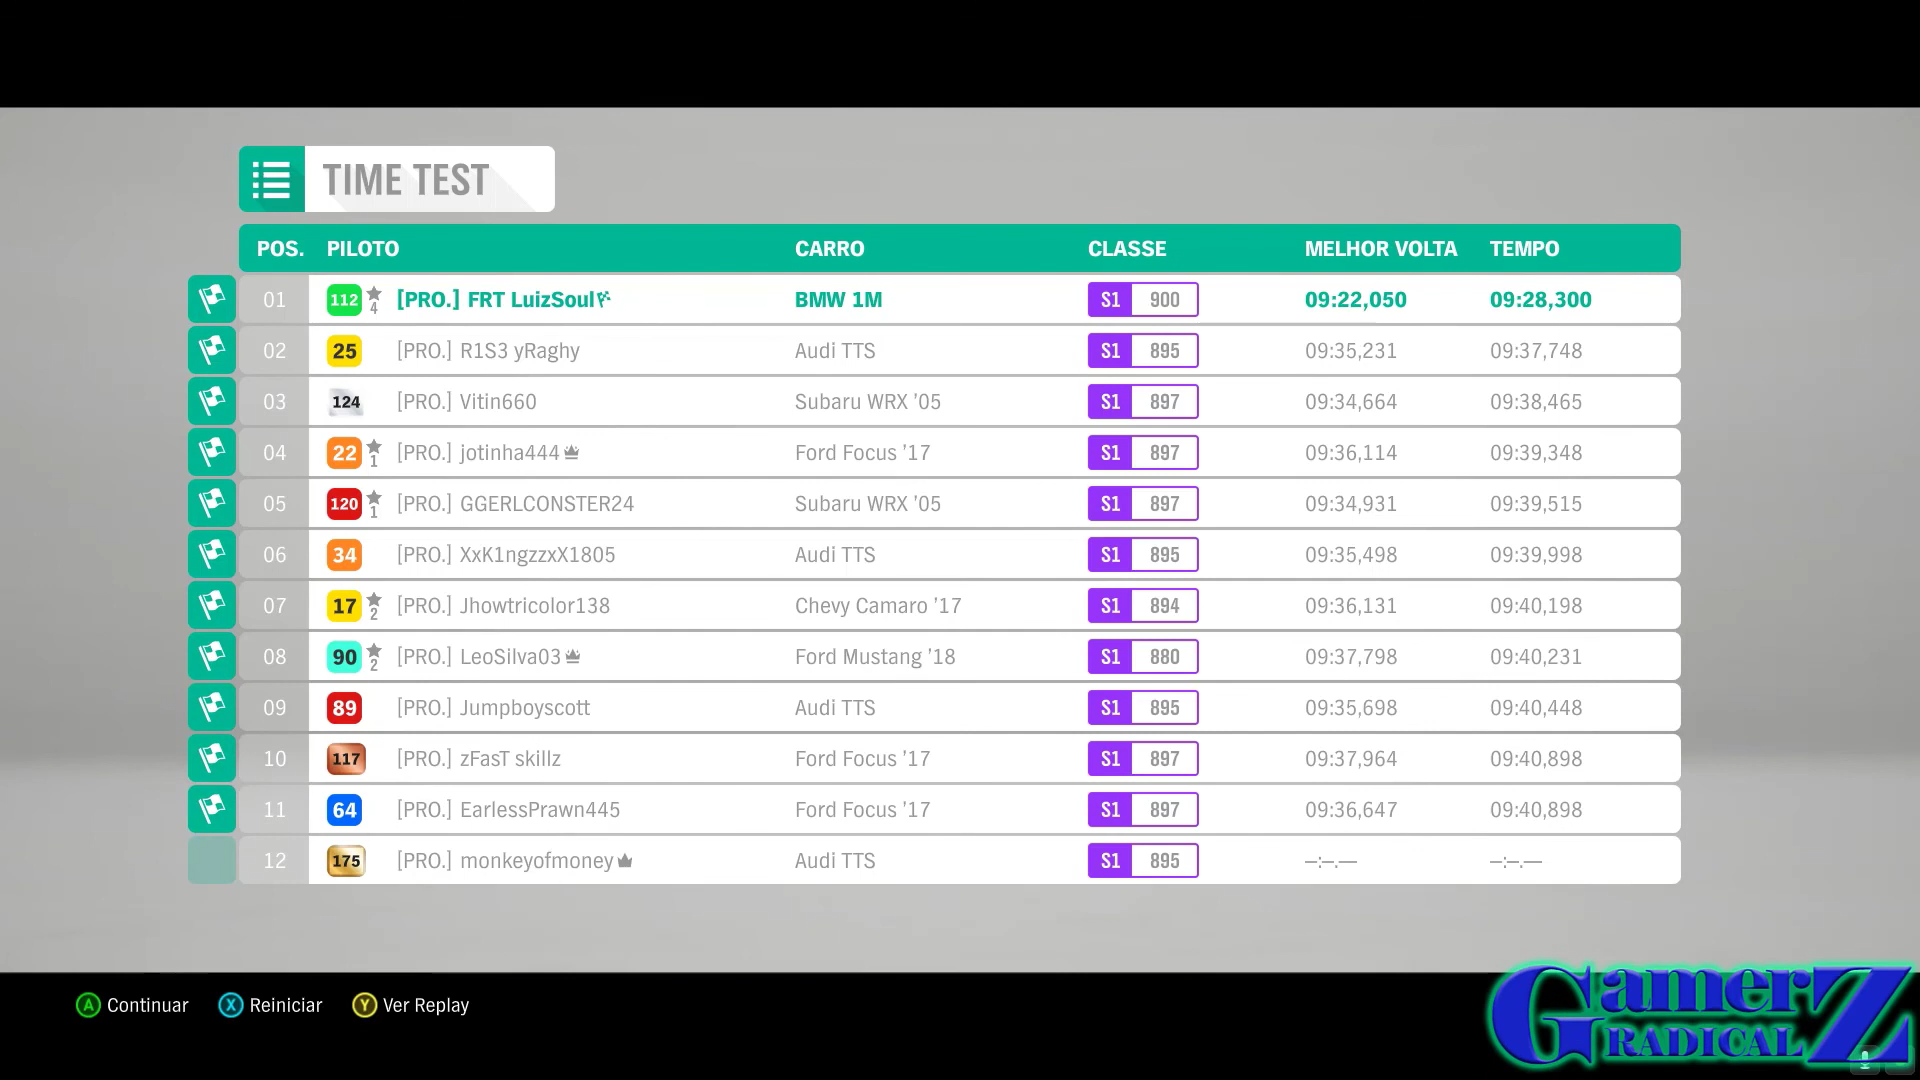 TIME TEST
POS. PILOTO CARRO CLASSE MELHOR VOLTA TEMPO
01 112 4 [PRO.] FRT LuizSoul BMW 1M S1 900 09:22,050 09:28,300
02 25 [PRO.] R1S3 yRaghy Audi TTS S1 895 09:35,231 09:37,748
03 124 [PRO.] Vitin660 Subaru WRX '05 S1 897 09:34,664 09:38,465
04 22 1 [PRO.] jotinha444 Ford Focus '17 S1 897 09:36,114 09:39,348
05 120 1 [PRO.] GGERLCONSTER24 Subaru WRX '05 S1 897 09:34,931 09:39,515
06 34 [PRO.] XxK1ngzzxX1805 Audi TTS S1 895 09:35,498 09:39,998
07 17 2 [PRO.] Jhowtricolor138 Chevy Camaro '17 S1 894 09:36,131 09:40,198
08 90 2 [PRO.] LeoSilva03 Ford Mustang '18 S1 880 09:37,798 09:40,231
09 89 [PRO.] Jumpboyscott Audi TTS S1 895 09:35,698 09:40,448
10 117 [PRO.] zFasT skillz Ford Focus '17 S1 897 09:37,964 09:40,898
11 64 [PRO.] EarlessPrawn445 Ford Focus '17 S1 897 09:36,647 09:40,898
12 175 [PRO.] monkeyofmoney Audi TTS S1 895 –:–.–– –:–.––
A Continuar X Reiniciar Y Ver Replay
GamerZ
RADICAL